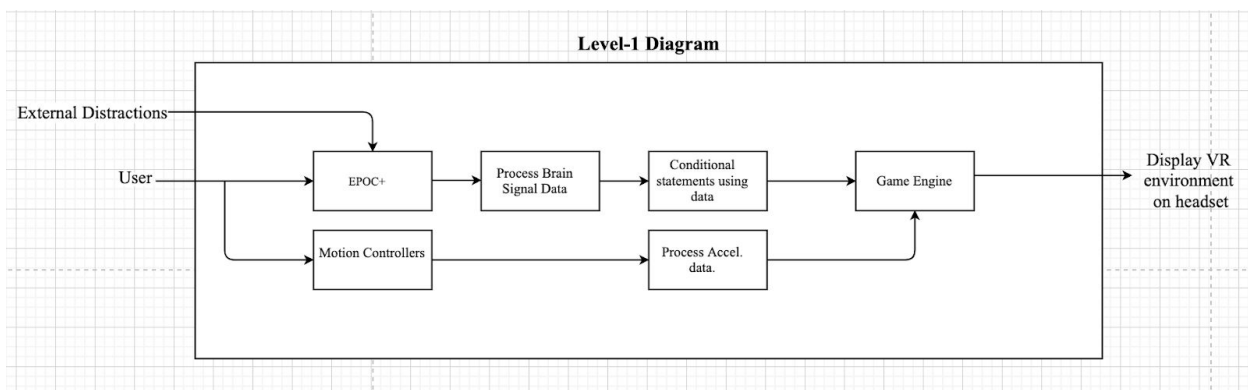 Level-1 Diagram
External Distractions
User
EPOC+
Process Brain
Signal Data
Conditional
statements using
data
Game Engine
Display VR
environment
on headset
Motion Controllers
Process Accel.
data.